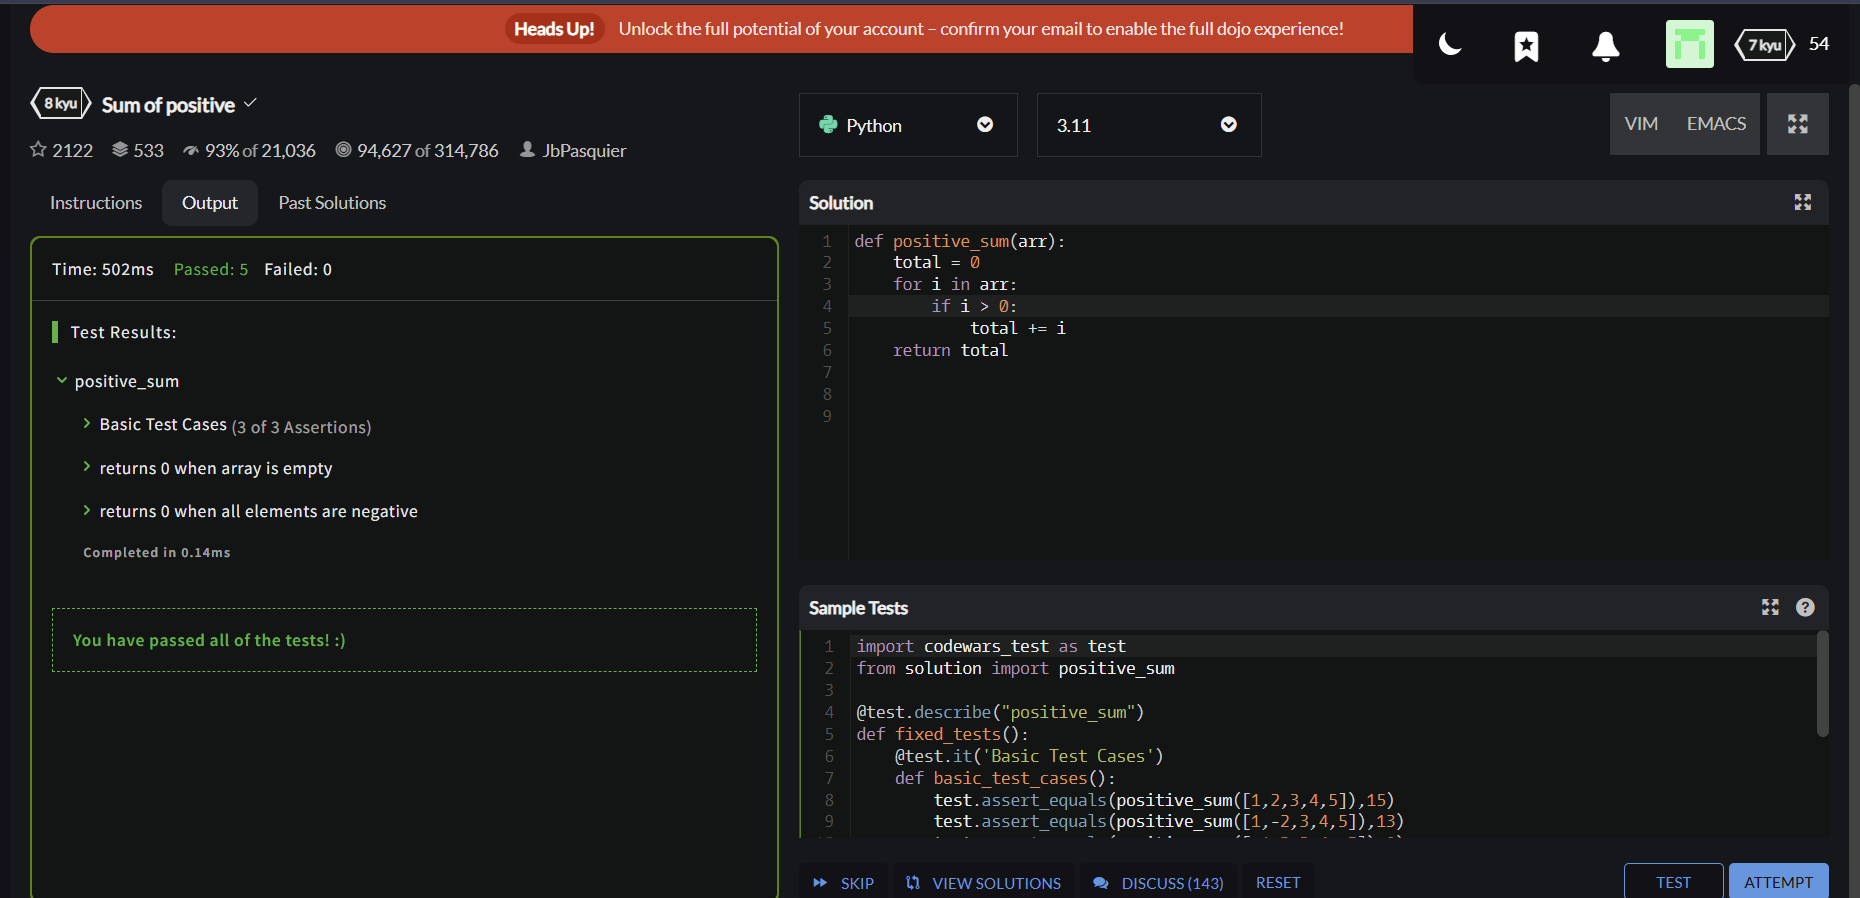 Heads Up! Unlock the full potential of your account – confirm your email to enable the full dojo experience!
7 kyu 54
8 kyu Sum of positive
2122 533 93% of 21,036 94,627 of 314,786 JbPasquier
Instructions Output Past Solutions
Time: 502ms Passed: 5 Failed: 0
Test Results:
positive_sum
Basic Test Cases (3 of 3 Assertions)
returns 0 when array is empty
returns 0 when all elements are negative
Completed in 0.14ms
You have passed all of the tests! :)
Python 3.11 VIM EMACS
Solution
1 def positive_sum(arr):
2     total = 0
3     for i in arr:
4         if i > 0:
5             total += i
6     return total
7
8
9
Sample Tests
1 import codewars_test as test
2 from solution import positive_sum
3
4 @test.describe("positive_sum")
5 def fixed_tests():
6     @test.it('Basic Test Cases')
7     def basic_test_cases():
8         test.assert_equals(positive_sum([1,2,3,4,5]),15)
9         test.assert_equals(positive_sum([1,-2,3,4,5]),13)
SKIP VIEW SOLUTIONS DISCUSS (143) RESET TEST ATTEMPT